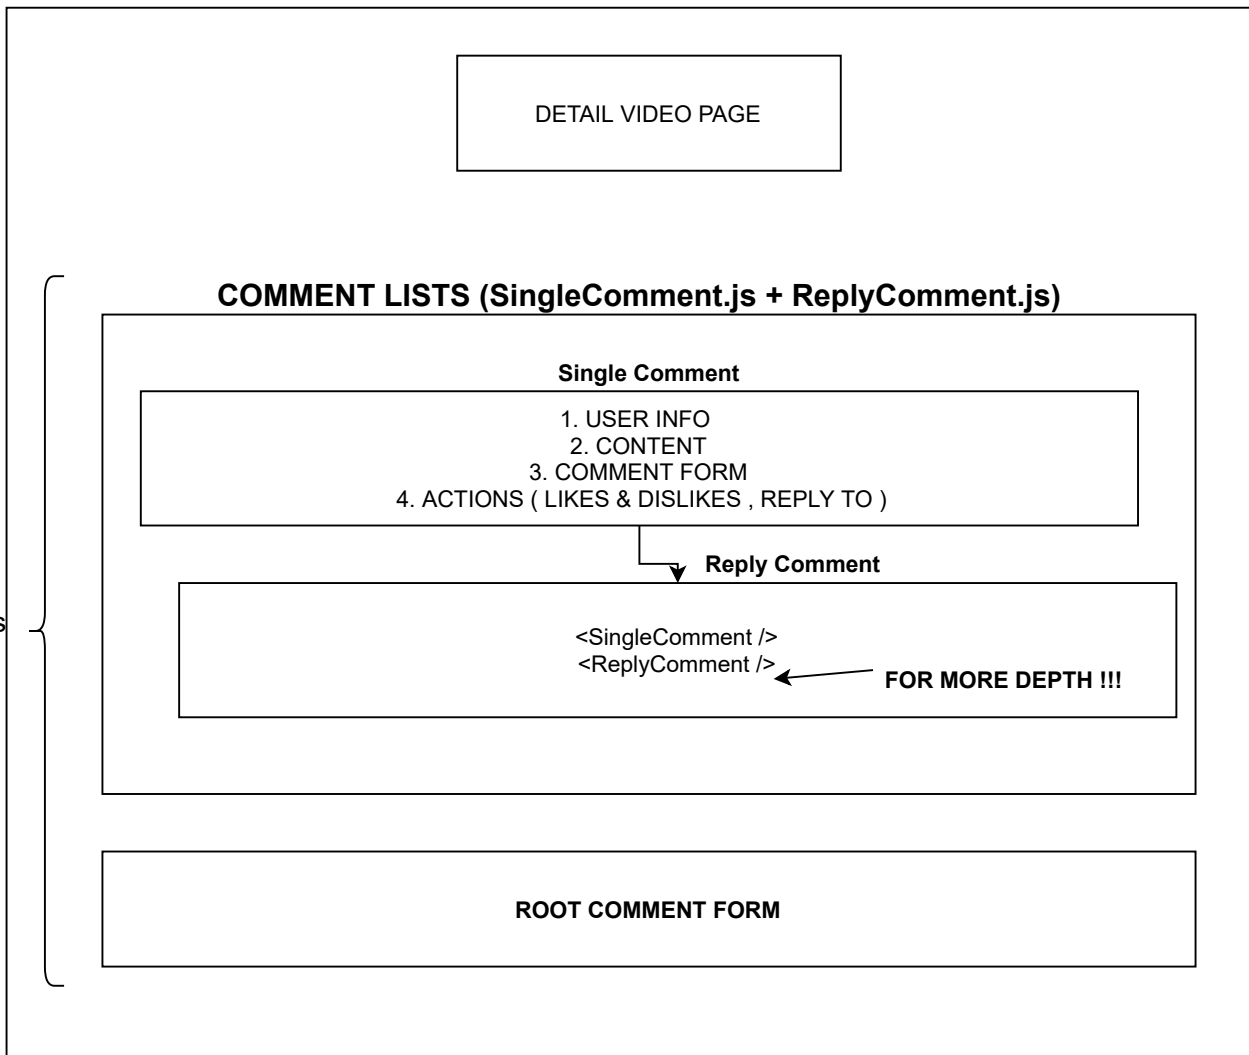 DETAIL VIDEO PAGE
COMMENT LISTS (SingleComment.js + ReplyComment.js)
Single Comment
1. USER INFO
2. CONTENT
3. COMMENT FORM
4. ACTIONS ( LIKES & DISLIKES , REPLY TO )
Reply Comment
<SingleComment />
<ReplyComment />
FOR MORE DEPTH !!!
ROOT COMMENT FORM